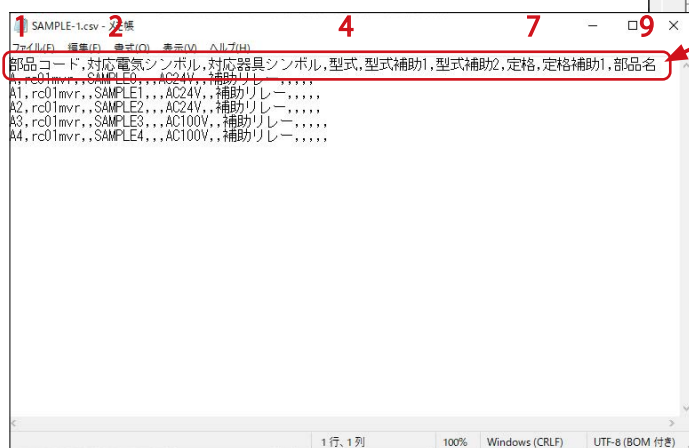 1 2 4 7 9
SAMPLE-1.csv - メモ帳
ファイル(F) 編集(E) 書式(O) 表示(V) ヘルプ(H)
部品コード,対応電気シンボル,対応器具シンボル,型式,型式補助1,型式補助2,定格,定格補助1,部品名
A,rc01mvr,,SAMPLE0,,,AC24V,,補助リレー,,,,,
A1,rc01mvr,,SAMPLE1,,,AC24V,,補助リレー,,,,,
A2,rc01mvr,,SAMPLE2,,,AC24V,,補助リレー,,,,,
A3,rc01mvr,,SAMPLE3,,,AC100V,,補助リレー,,,,,
A4,rc01mvr,,SAMPLE4,,,AC100V,,補助リレー,,,,,
1行、1列 100% Windows (CRLF) UTF-8 (BOM 付き)